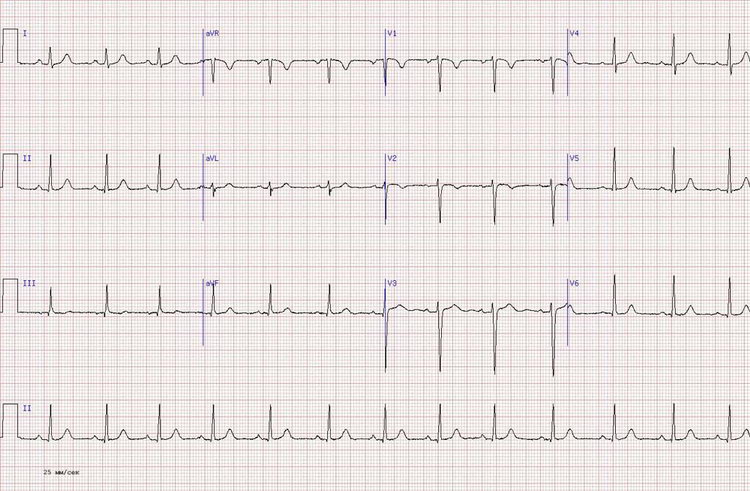 I aVR V1 V4
II aVL V2 V5
III aVF V3 V6
II
25 мм/сек